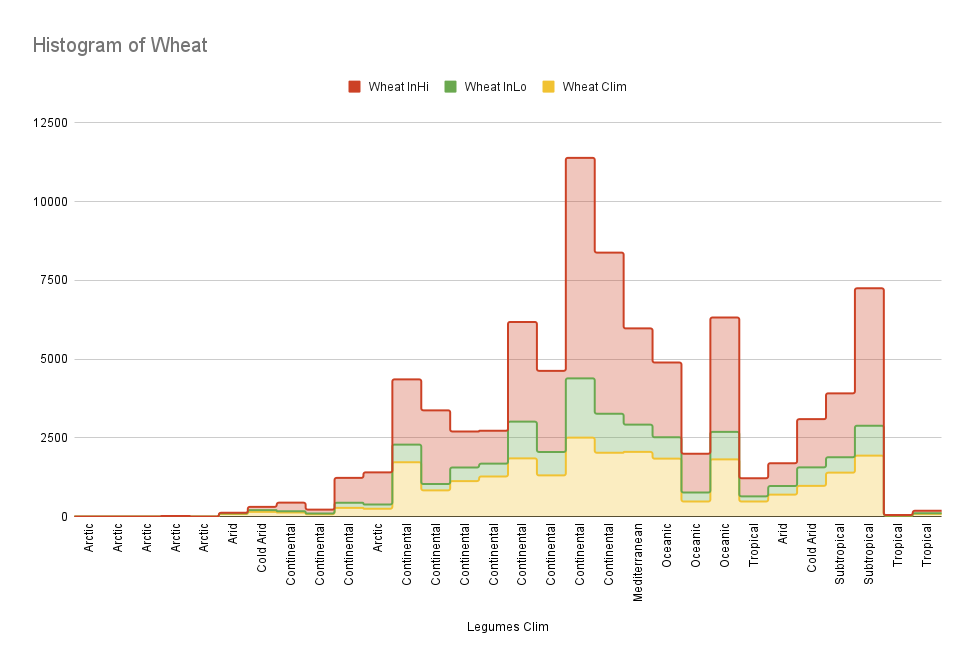 Histogram of Wheat
Wheat InHi Wheat InLo Wheat Clim
12500
10000
7500
5000
2500
0
Arctic
Arctic
Arctic
Arctic
Arctic
Arid
Cold Arid
Continental
Continental
Continental
Arctic
Continental
Continental
Continental
Continental
Continental
Continental
Continental
Continental
Mediterranean
Oceanic
Oceanic
Oceanic
Tropical
Arid
Cold Arid
Subtropical
Subtropical
Tropical
Tropical
Legumes Clim